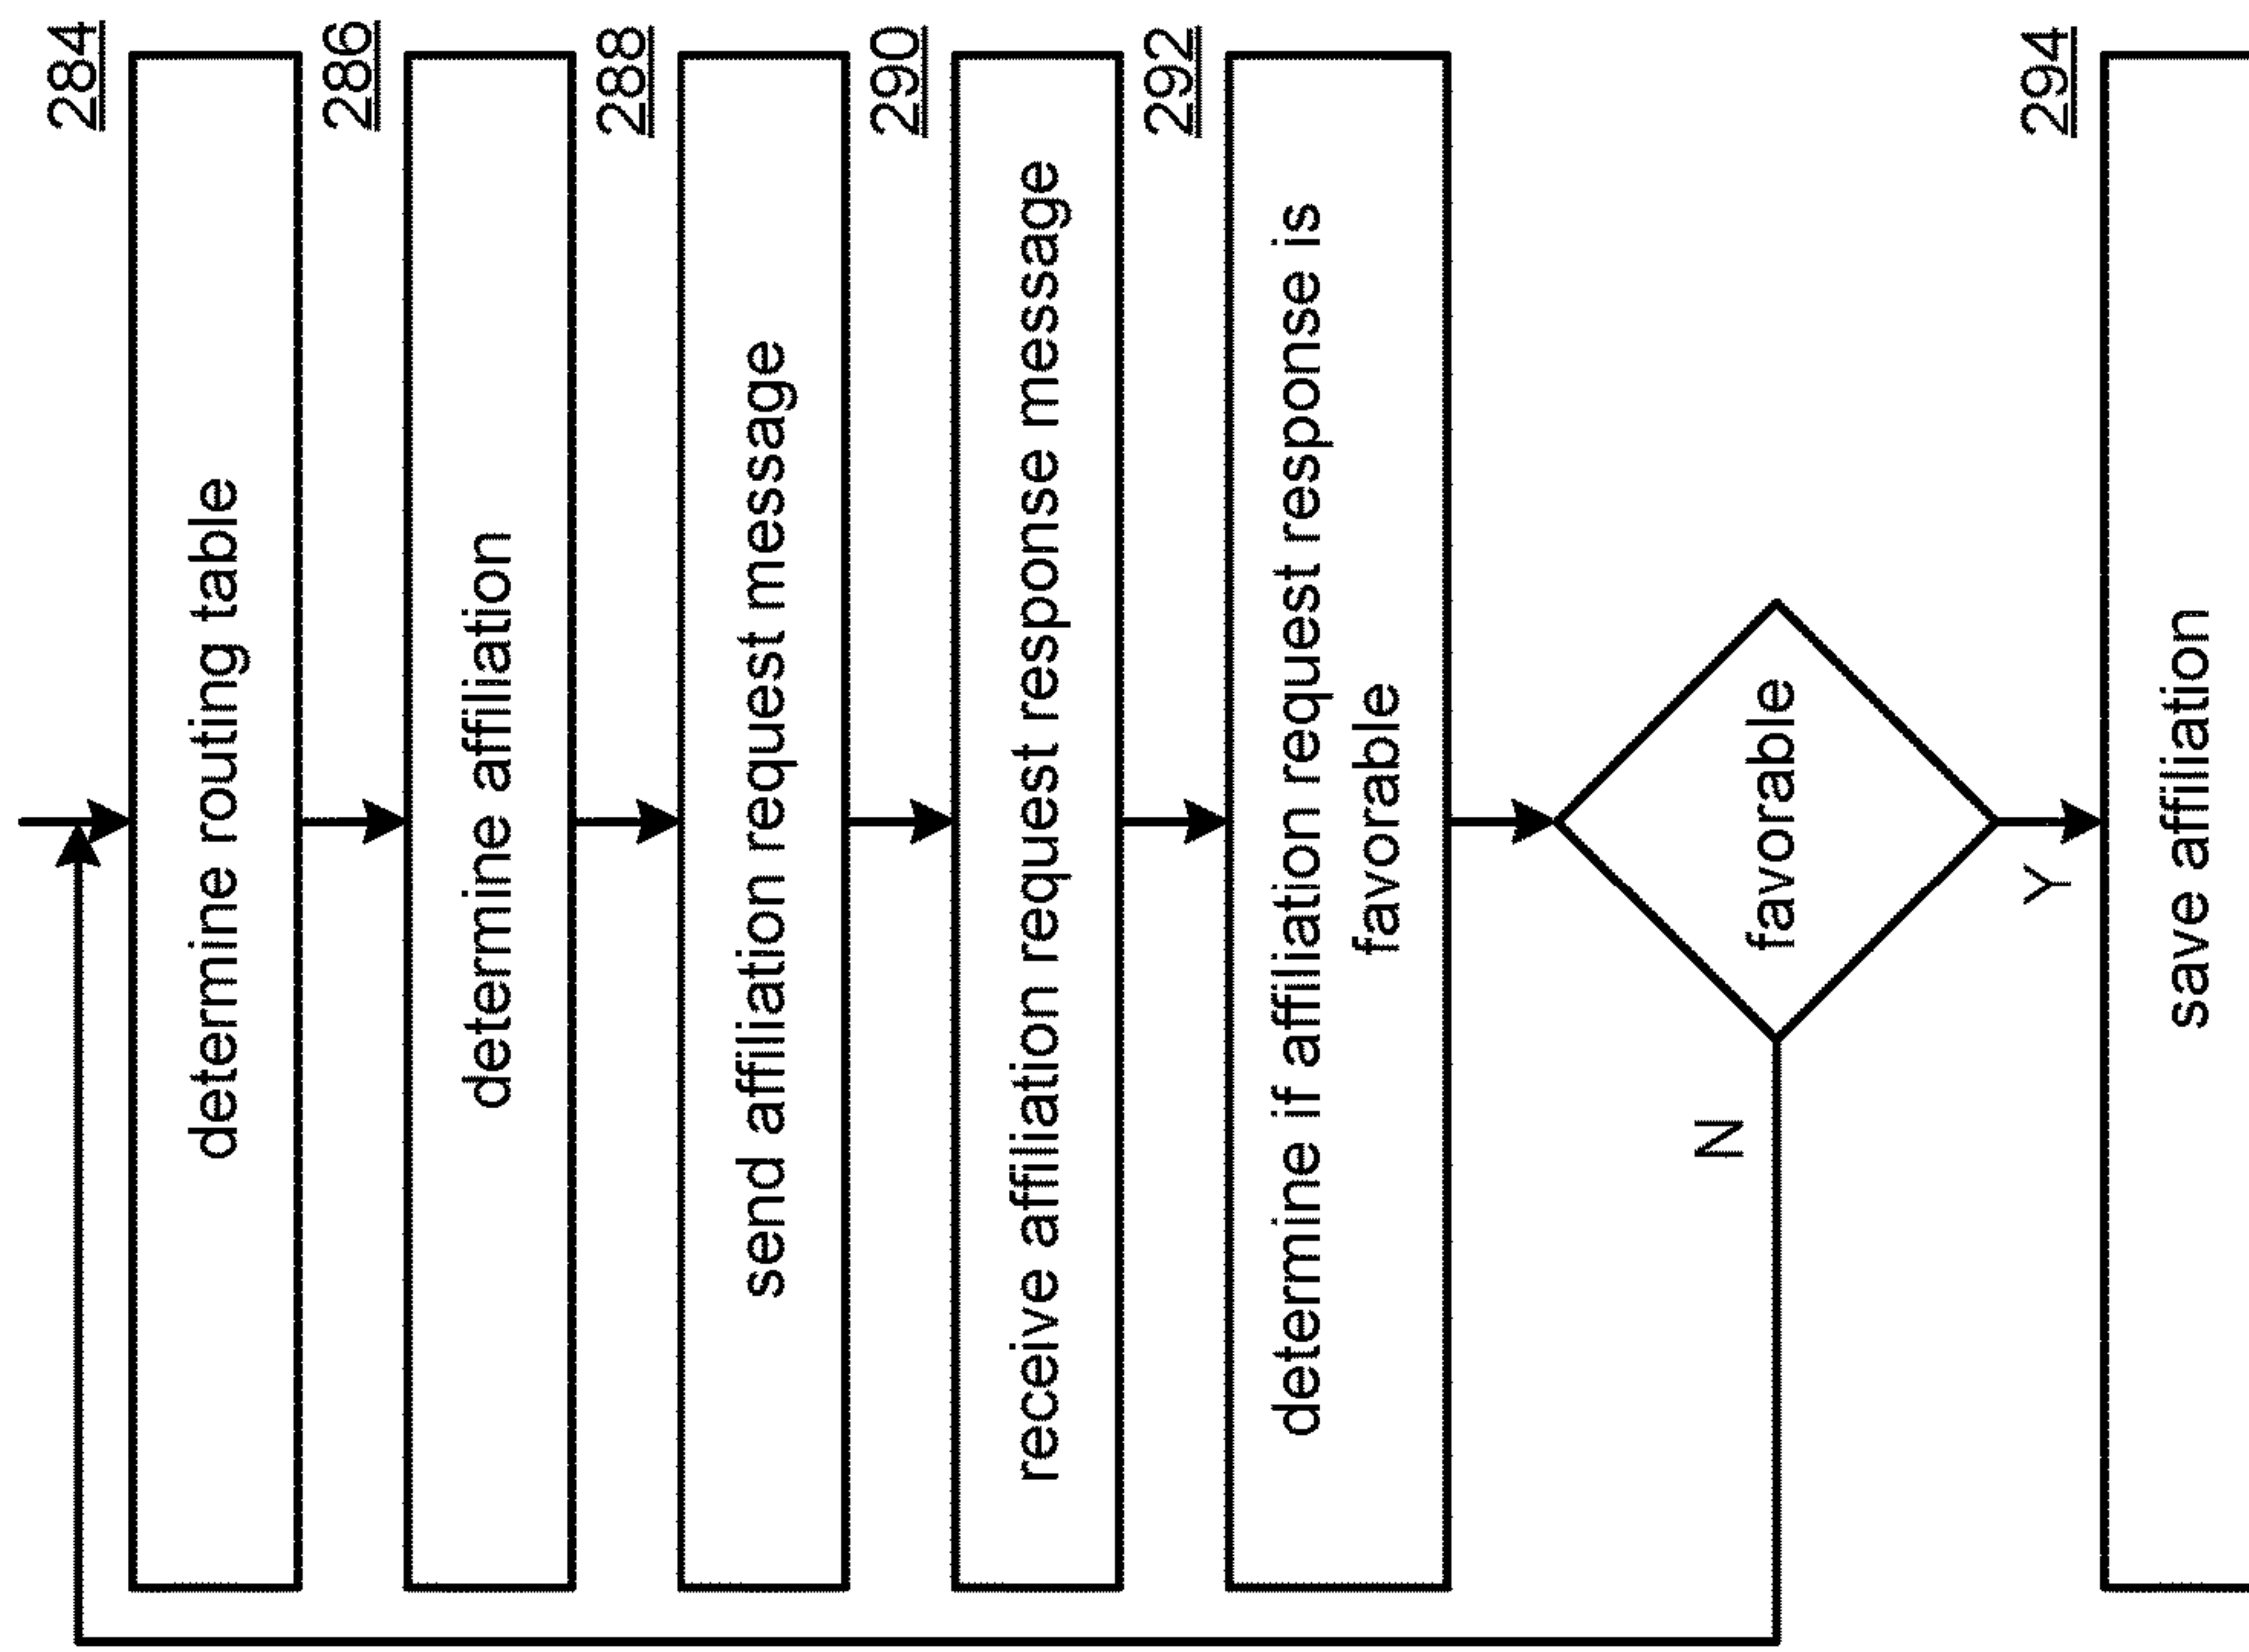 284
determine routing table
286
determine affiliation
288
send affiliation request message
290
receive affiliation request response message
292
determine if affiliation request response is
favorable
favorable
N
Y
294
save affiliation